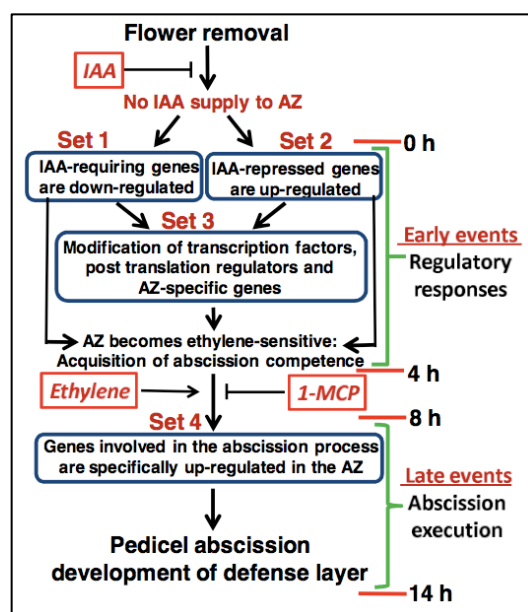 Flower removal
IAA
No IAA supply to AZ
Set 1
Set 2
0 h
IAA-requiring genes
are down-regulated
IAA-repressed genes
are up-regulated
Set 3
Modification of transcription factors,
post translation regulators and
AZ-specific genes
Early events
Regulatory
responses
AZ becomes ethylene-sensitive:
Acquisition of abscission competence
4 h
Ethylene
1-MCP
Set 4
8 h
Genes involved in the abscission process
are specifically up-regulated in the AZ
Late events
Abscission
execution
Pedicel abscission
development of defense layer
14 h